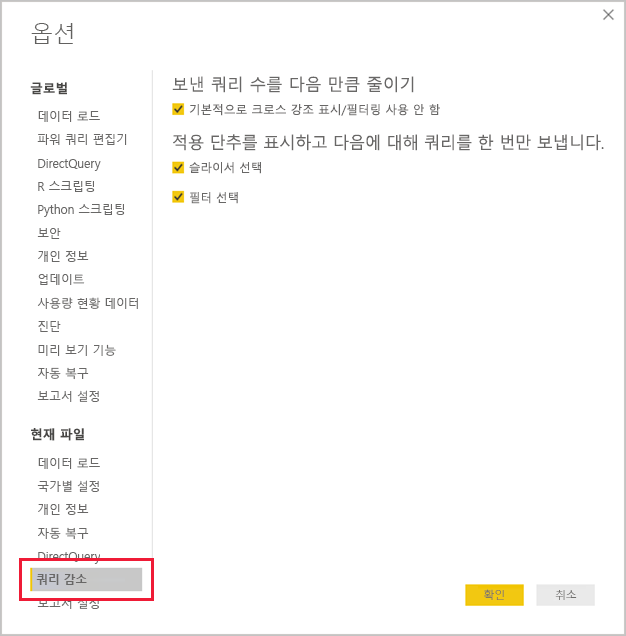 옵션
글로벌
데이터 로드
파워 쿼리 편집기
DirectQuery
R 스크립팅
Python 스크립팅
보안
개인 정보
업데이트
사용량 현황 데이터
진단
미리 보기 기능
자동 복구
보고서 설정
현재 파일
데이터 로드
국가별 설정
개인 정보
자동 복구
DirectQuery
쿼리 감소
보고서 설정
보낸 쿼리 수를 다음 만큼 줄이기
기본적으로 크로스 강조 표시/필터링 사용 안 함
적용 단추를 표시하고 다음에 대해 쿼리를 한 번만 보냅니다.
슬라이서 선택
필터 선택
확인
취소